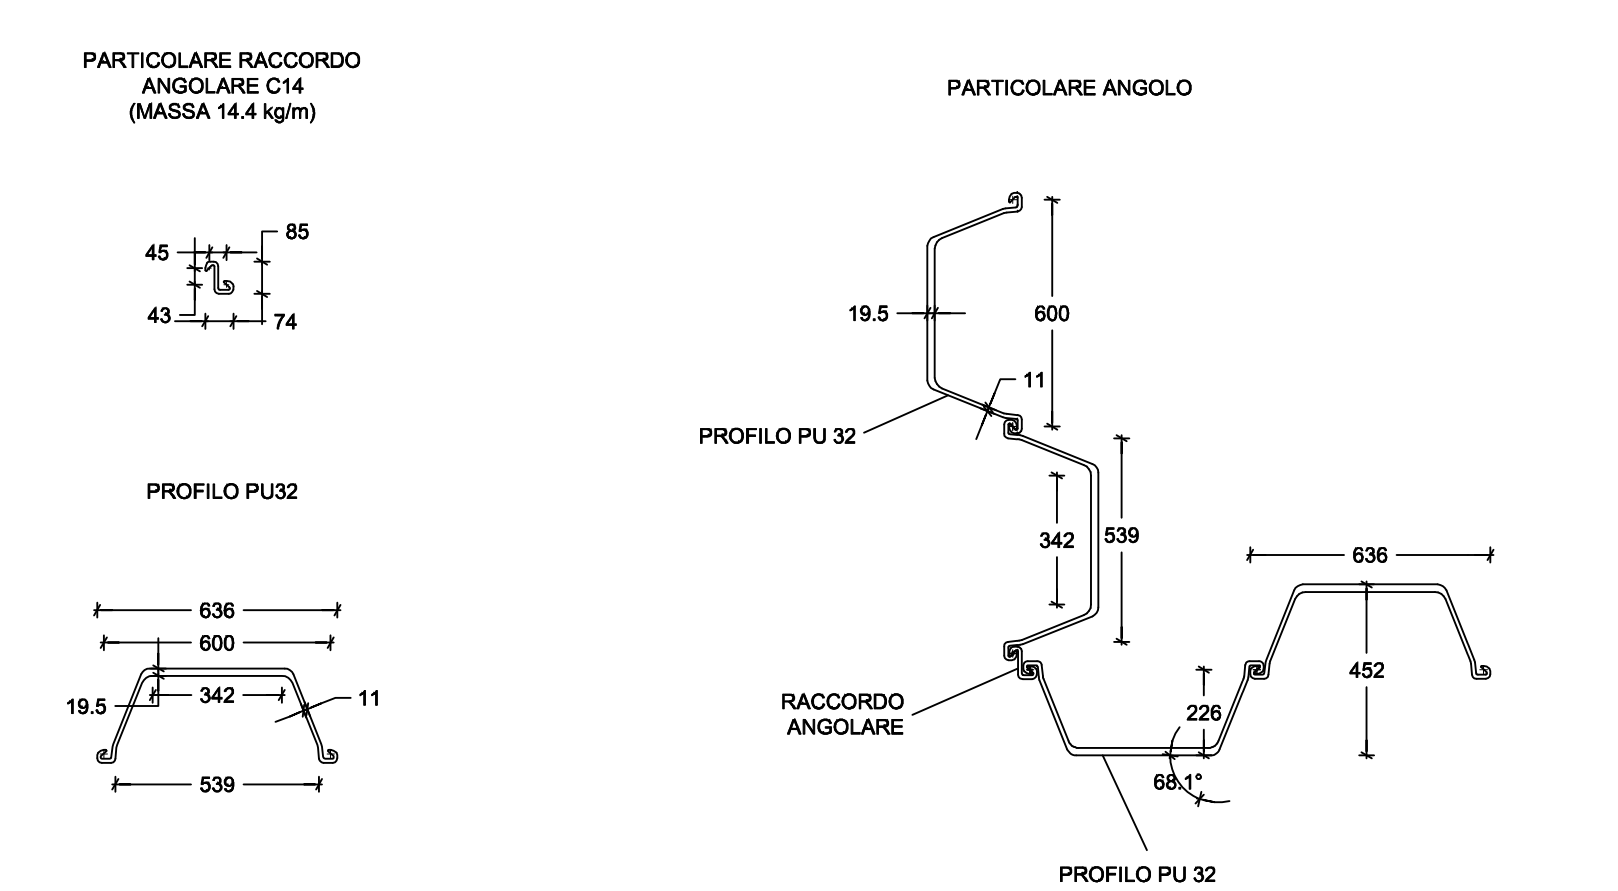 PARTICOLARE RACCORDO
ANGOLARE C14
(MASSA 14.4 kg/m)
45
85
43
74
PROFILO PU32
636
600
342
19.5
11
539
PARTICOLARE ANGOLO
19.5
600
11
PROFILO PU 32
342
539
636
452
RACCORDO
ANGOLARE
226
68.1°
PROFILO PU 32